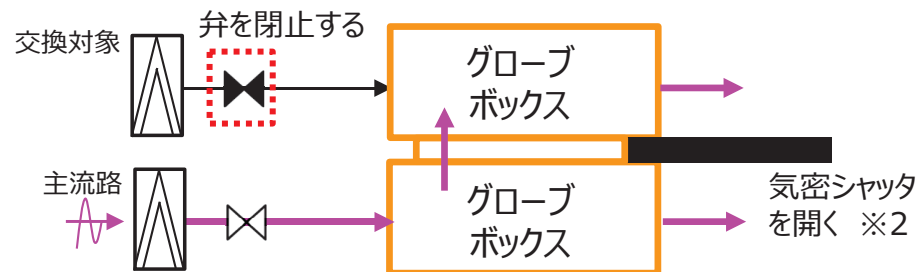 弁を閉止する
交換対象
グローブ
ボックス
主流路
グローブ
ボックス
気密シャッタ
を開く ※2